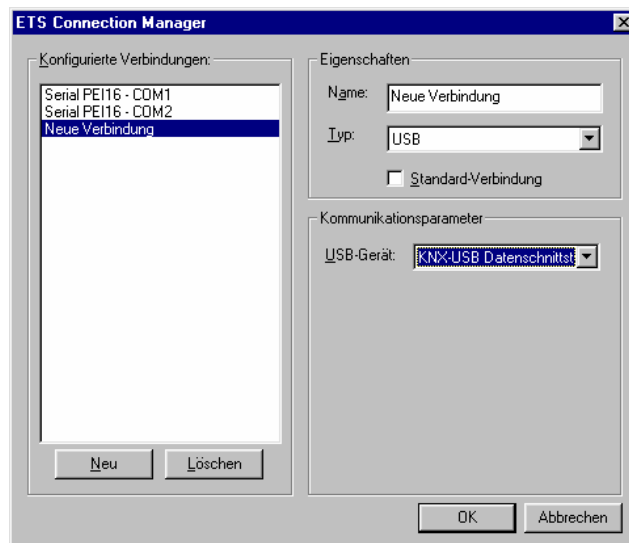 ETS Connection Manager
Konfigurierte Verbindungen:
Serial PEI16 - COM1
Serial PEI16 - COM2
Neue Verbindung
Neu
Löschen
Eigenschaften
Name: Neue Verbindung
Typ: USB
Standard-Verbindung
Kommunikationsparameter
USB-Gerät: KNX-USB Datenschnittst
OK
Abbrechen